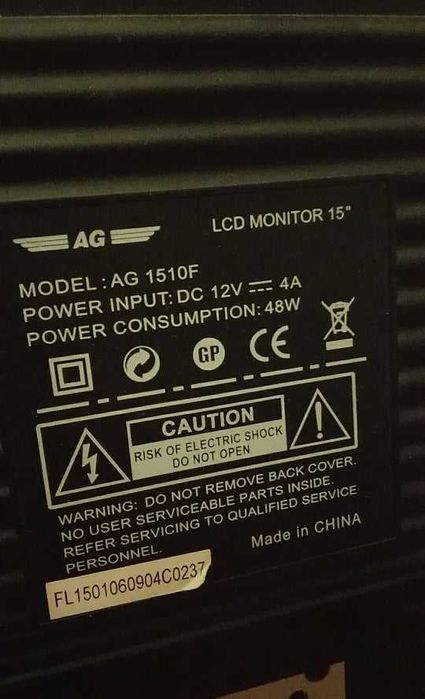 AG
LCD MONITOR 15"
MODEL : AG 1510F
POWER INPUT: DC 12V ⎓ 4A
POWER CONSUMPTION: 48W
GP CE
CAUTION
RISK OF ELECTRIC SHOCK
DO NOT OPEN
WARNING: DO NOT REMOVE BACK COVER.
NO USER SERVICEABLE PARTS INSIDE.
REFER SERVICING TO QUALIFIED SERVICE
PERSONNEL.
Made in CHINA
FL1501060904C0237